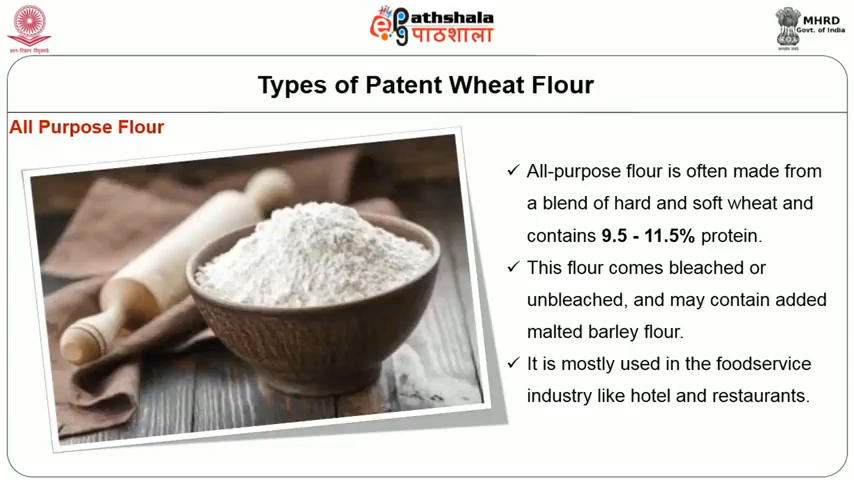 ePathshala
पाठशाला
MHRD
Govt. of India
Types of Patent Wheat Flour
All Purpose Flour
✓ All-purpose flour is often made from
a blend of hard and soft wheat and
contains 9.5 - 11.5% protein.
✓ This flour comes bleached or
unbleached, and may contain added
malted barley flour.
✓ It is mostly used in the foodservice
industry like hotel and restaurants.